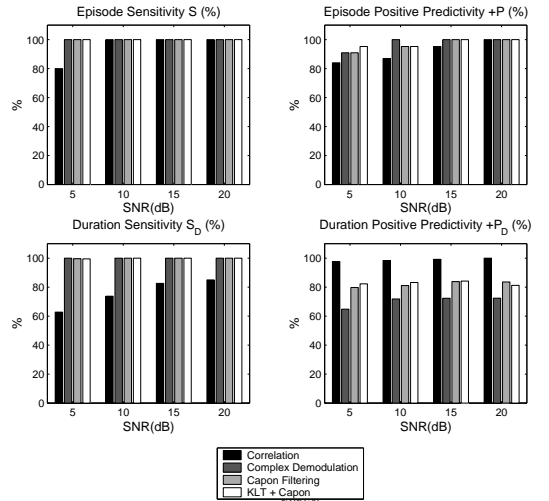 Episode Sensitivity S (%)
100
80
60
40
20
0
%
5 10 15 20
SNR(dB)
Episode Positive Predictivity +P (%)
100
80
60
40
20
0
%
5 10 15 20
SNR(dB)
Duration Sensitivity S_D (%)
100
80
60
40
20
0
%
5 10 15 20
SNR(dB)
Duration Positive Predictivity +P_D (%)
100
80
60
40
20
0
%
5 10 15 20
SNR(dB)
Correlation
Complex Demodulation
Capon Filtering
KLT + Capon